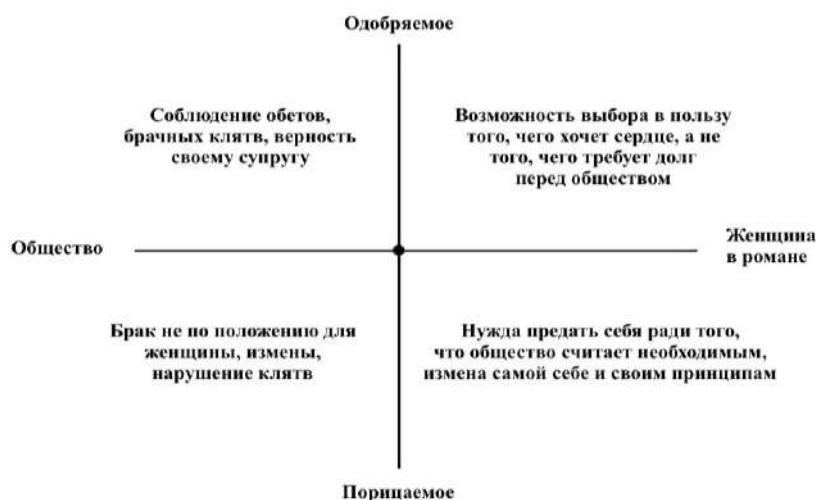 Одобряемое
Соблюдение обетов,
брачных клятв, верность
своему супругу
Возможность выбора в пользу
того, чего хочет сердце, а не
того, чего требует долг
перед обществом
Общество
Женщина
в романе
Брак не по положению для
женщины, измены,
нарушение клятв
Нужда предать себя ради того,
что общество считает необходимым,
измена самой себе и своим принципам
Порицаемое